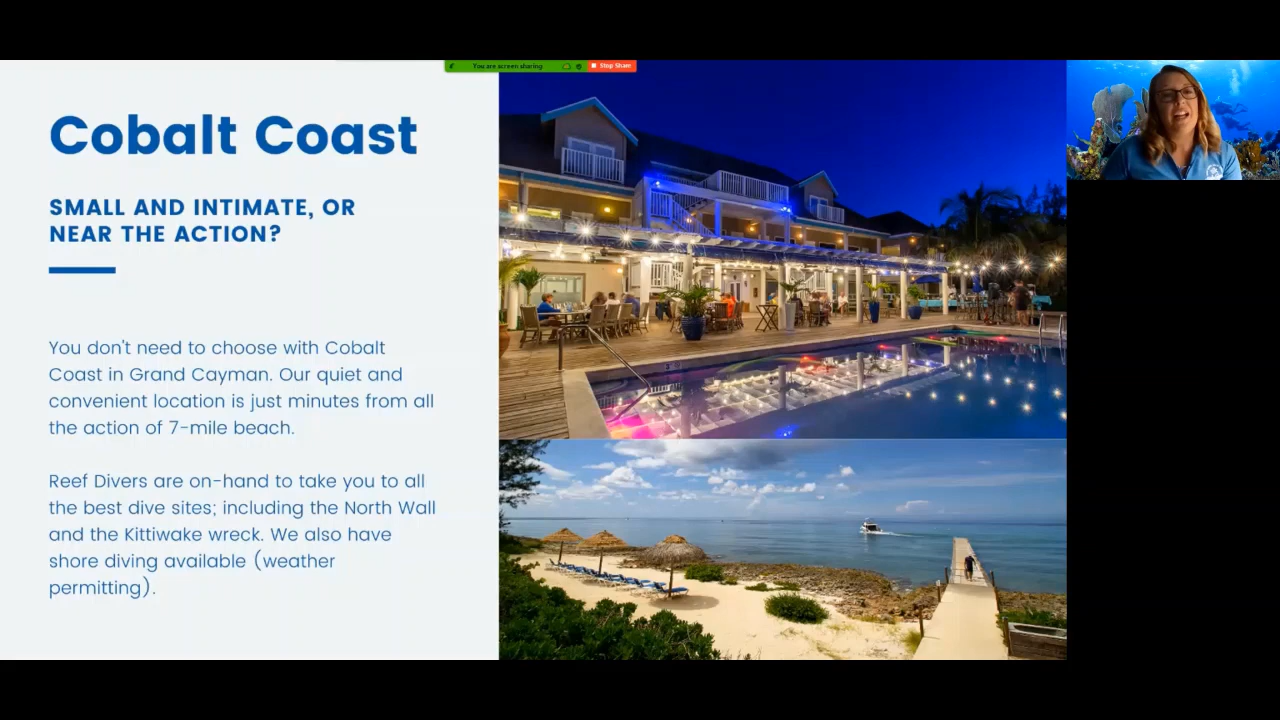 You are screen sharing
Stop Share
Cobalt Coast
SMALL AND INTIMATE, OR
NEAR THE ACTION?
You don't need to choose with Cobalt
Coast in Grand Cayman. Our quiet and
convenient location is just minutes from all
the action of 7-mile beach.
Reef Divers are on-hand to take you to all
the best dive sites; including the North Wall
and the Kittiwake wreck. We also have
shore diving available (weather
permitting).